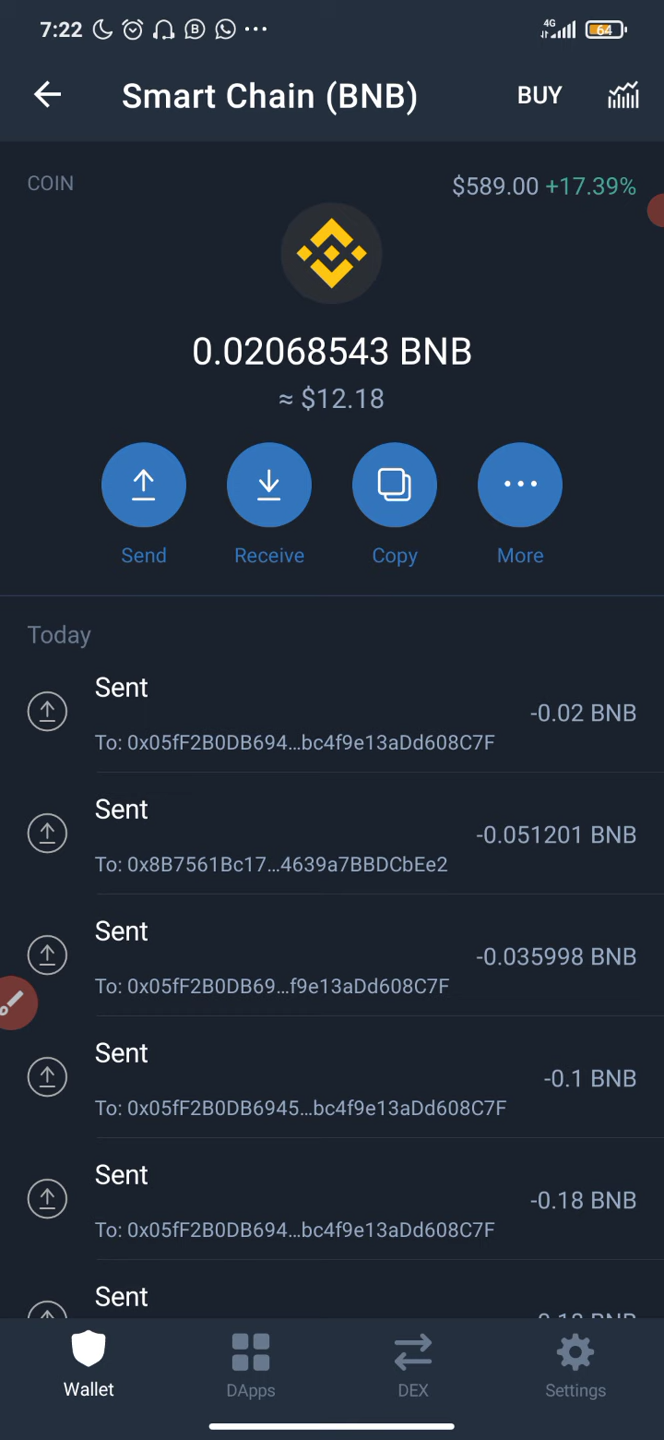 7:22
4G
64
Smart Chain (BNB)
BUY
COIN
$589.00 +17.39%
0.02068543 BNB
≈ $12.18
Send
Receive
Copy
More
Today
Sent
-0.02 BNB
To: 0x05fF2B0DB694...bc4f9e13aDd608C7F
Sent
-0.051201 BNB
To: 0x8B7561Bc17...4639a7BBDCbEe2
Sent
-0.035998 BNB
To: 0x05fF2B0DB69...f9e13aDd608C7F
Sent
-0.1 BNB
To: 0x05fF2B0DB6945...bc4f9e13aDd608C7F
Sent
-0.18 BNB
To: 0x05fF2B0DB694...bc4f9e13aDd608C7F
Sent
Wallet
DApps
DEX
Settings